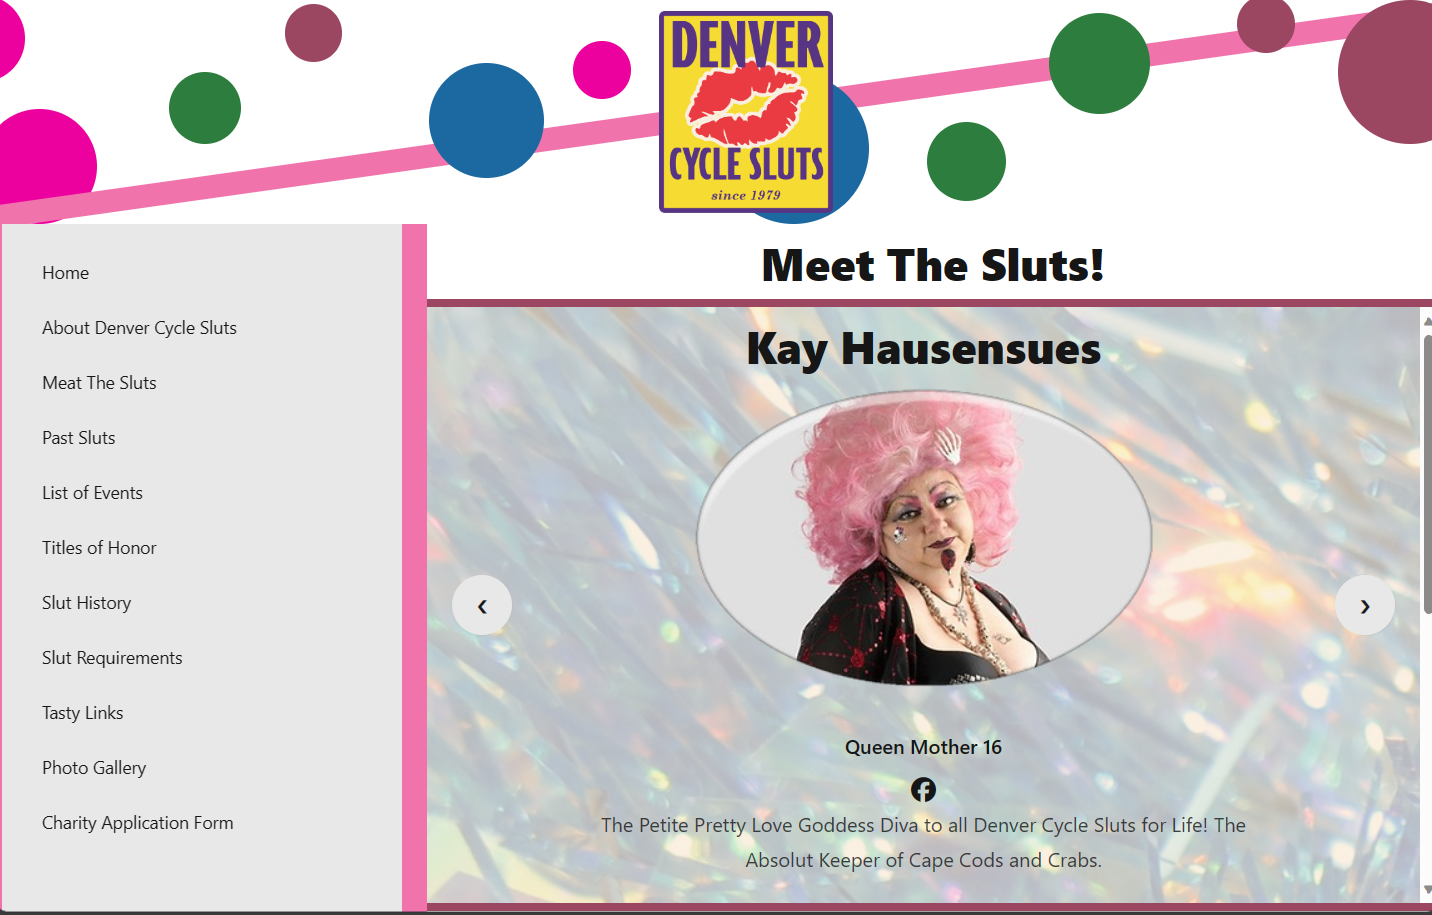 DENVER
CYCLE SLUTS
since 1979
Home
About Denver Cycle Sluts
Meat The Sluts
Past Sluts
List of Events
Titles of Honor
Slut History
Slut Requirements
Tasty Links
Photo Gallery
Charity Application Form
Meet The Sluts!
Kay Hausensues
Queen Mother 16
The Petite Pretty Love Goddess Diva to all Denver Cycle Sluts for Life! The
Absolut Keeper of Cape Cods and Crabs.